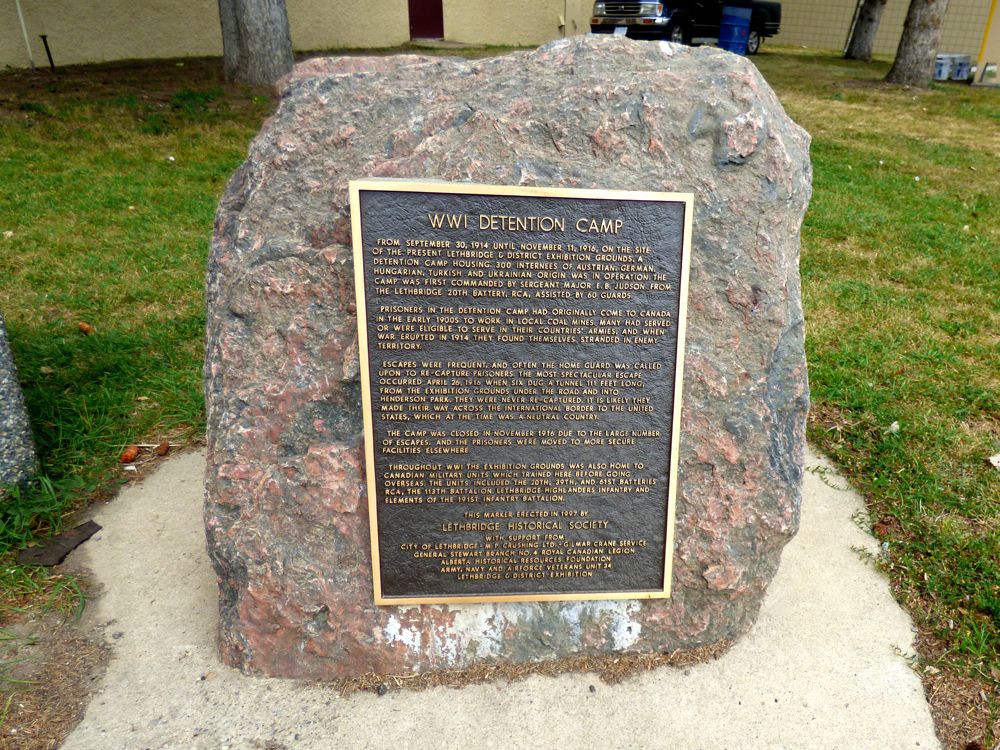 WWI DETENTION CAMP
FROM SEPTEMBER 30, 1914 UNTIL NOVEMBER 11, 1916, ON THE SITE
OF THE PRESENT LETHBRIDGE & DISTRICT EXHIBITION GROUNDS, A
DETENTION CAMP HOUSING 300 INTERNEES OF AUSTRIAN, GERMAN,
HUNGARIAN, TURKISH AND UKRAINIAN ORIGIN WAS IN OPERATION. THE
CAMP WAS FIRST COMMANDED BY SERGEANT MAJOR E.B. JUDSON FROM
THE LETHBRIDGE 20TH BATTERY, RCA, ASSISTED BY 60 GUARDS.
PRISONERS IN THE DETENTION CAMP HAD ORIGINALLY COME TO CANADA
IN THE EARLY 1900S TO WORK IN LOCAL COAL MINES. MANY HAD SERVED
OR WERE ELIGIBLE TO SERVE IN THEIR COUNTRIES' ARMIES, AND WHEN
WAR ERUPTED IN 1914 THEY FOUND THEMSELVES STRANDED IN ENEMY
TERRITORY.
ESCAPES WERE FREQUENT, AND OFTEN THE HOME GUARD WAS CALLED
UPON TO RE-CAPTURE PRISONERS. THE MOST SPECTACULAR ESCAPE
OCCURRED APRIL 26, 1916 WHEN SIX DUG A TUNNEL 111 FEET LONG,
FROM THE EXHIBITION GROUNDS UNDER THE ROAD AND INTO
HENDERSON PARK. THEY WERE NEVER RE-CAPTURED. IT IS LIKELY THEY
MADE THEIR WAY ACROSS THE INTERNATIONAL BORDER TO THE UNITED
STATES, WHICH AT THE TIME WAS A NEUTRAL COUNTRY.
THE CAMP WAS CLOSED IN NOVEMBER 1916 DUE TO THE LARGE NUMBER
OF ESCAPES, AND THE PRISONERS WERE MOVED TO MORE SECURE
FACILITIES ELSEWHERE.
THROUGHOUT WWI THE EXHIBITION GROUNDS WAS ALSO HOME TO
CANADIAN MILITARY UNITS WHICH TRAINED HERE BEFORE GOING
OVERSEAS. THE UNITS INCLUDED THE 20TH, 39TH, AND 61ST BATTERIES
RCA, THE 113TH BATTALION LETHBRIDGE HIGHLANDERS INFANTRY AND
ELEMENTS OF THE 191ST INFANTRY BATTALION.
THIS MARKER ERECTED IN 1997 BY
LETHBRIDGE HISTORICAL SOCIETY
WITH SUPPORT FROM
CITY OF LETHBRIDGE • M.P. CRUSHING LTD. • GILMAR CRANE SERVICE
GENERAL STEWART BRANCH NO. 4 ROYAL CANADIAN LEGION
ALBERTA HISTORICAL RESOURCES FOUNDATION
ARMY, NAVY AND AIRFORCE VETERANS UNIT 34
LETHBRIDGE & DISTRICT EXHIBITION